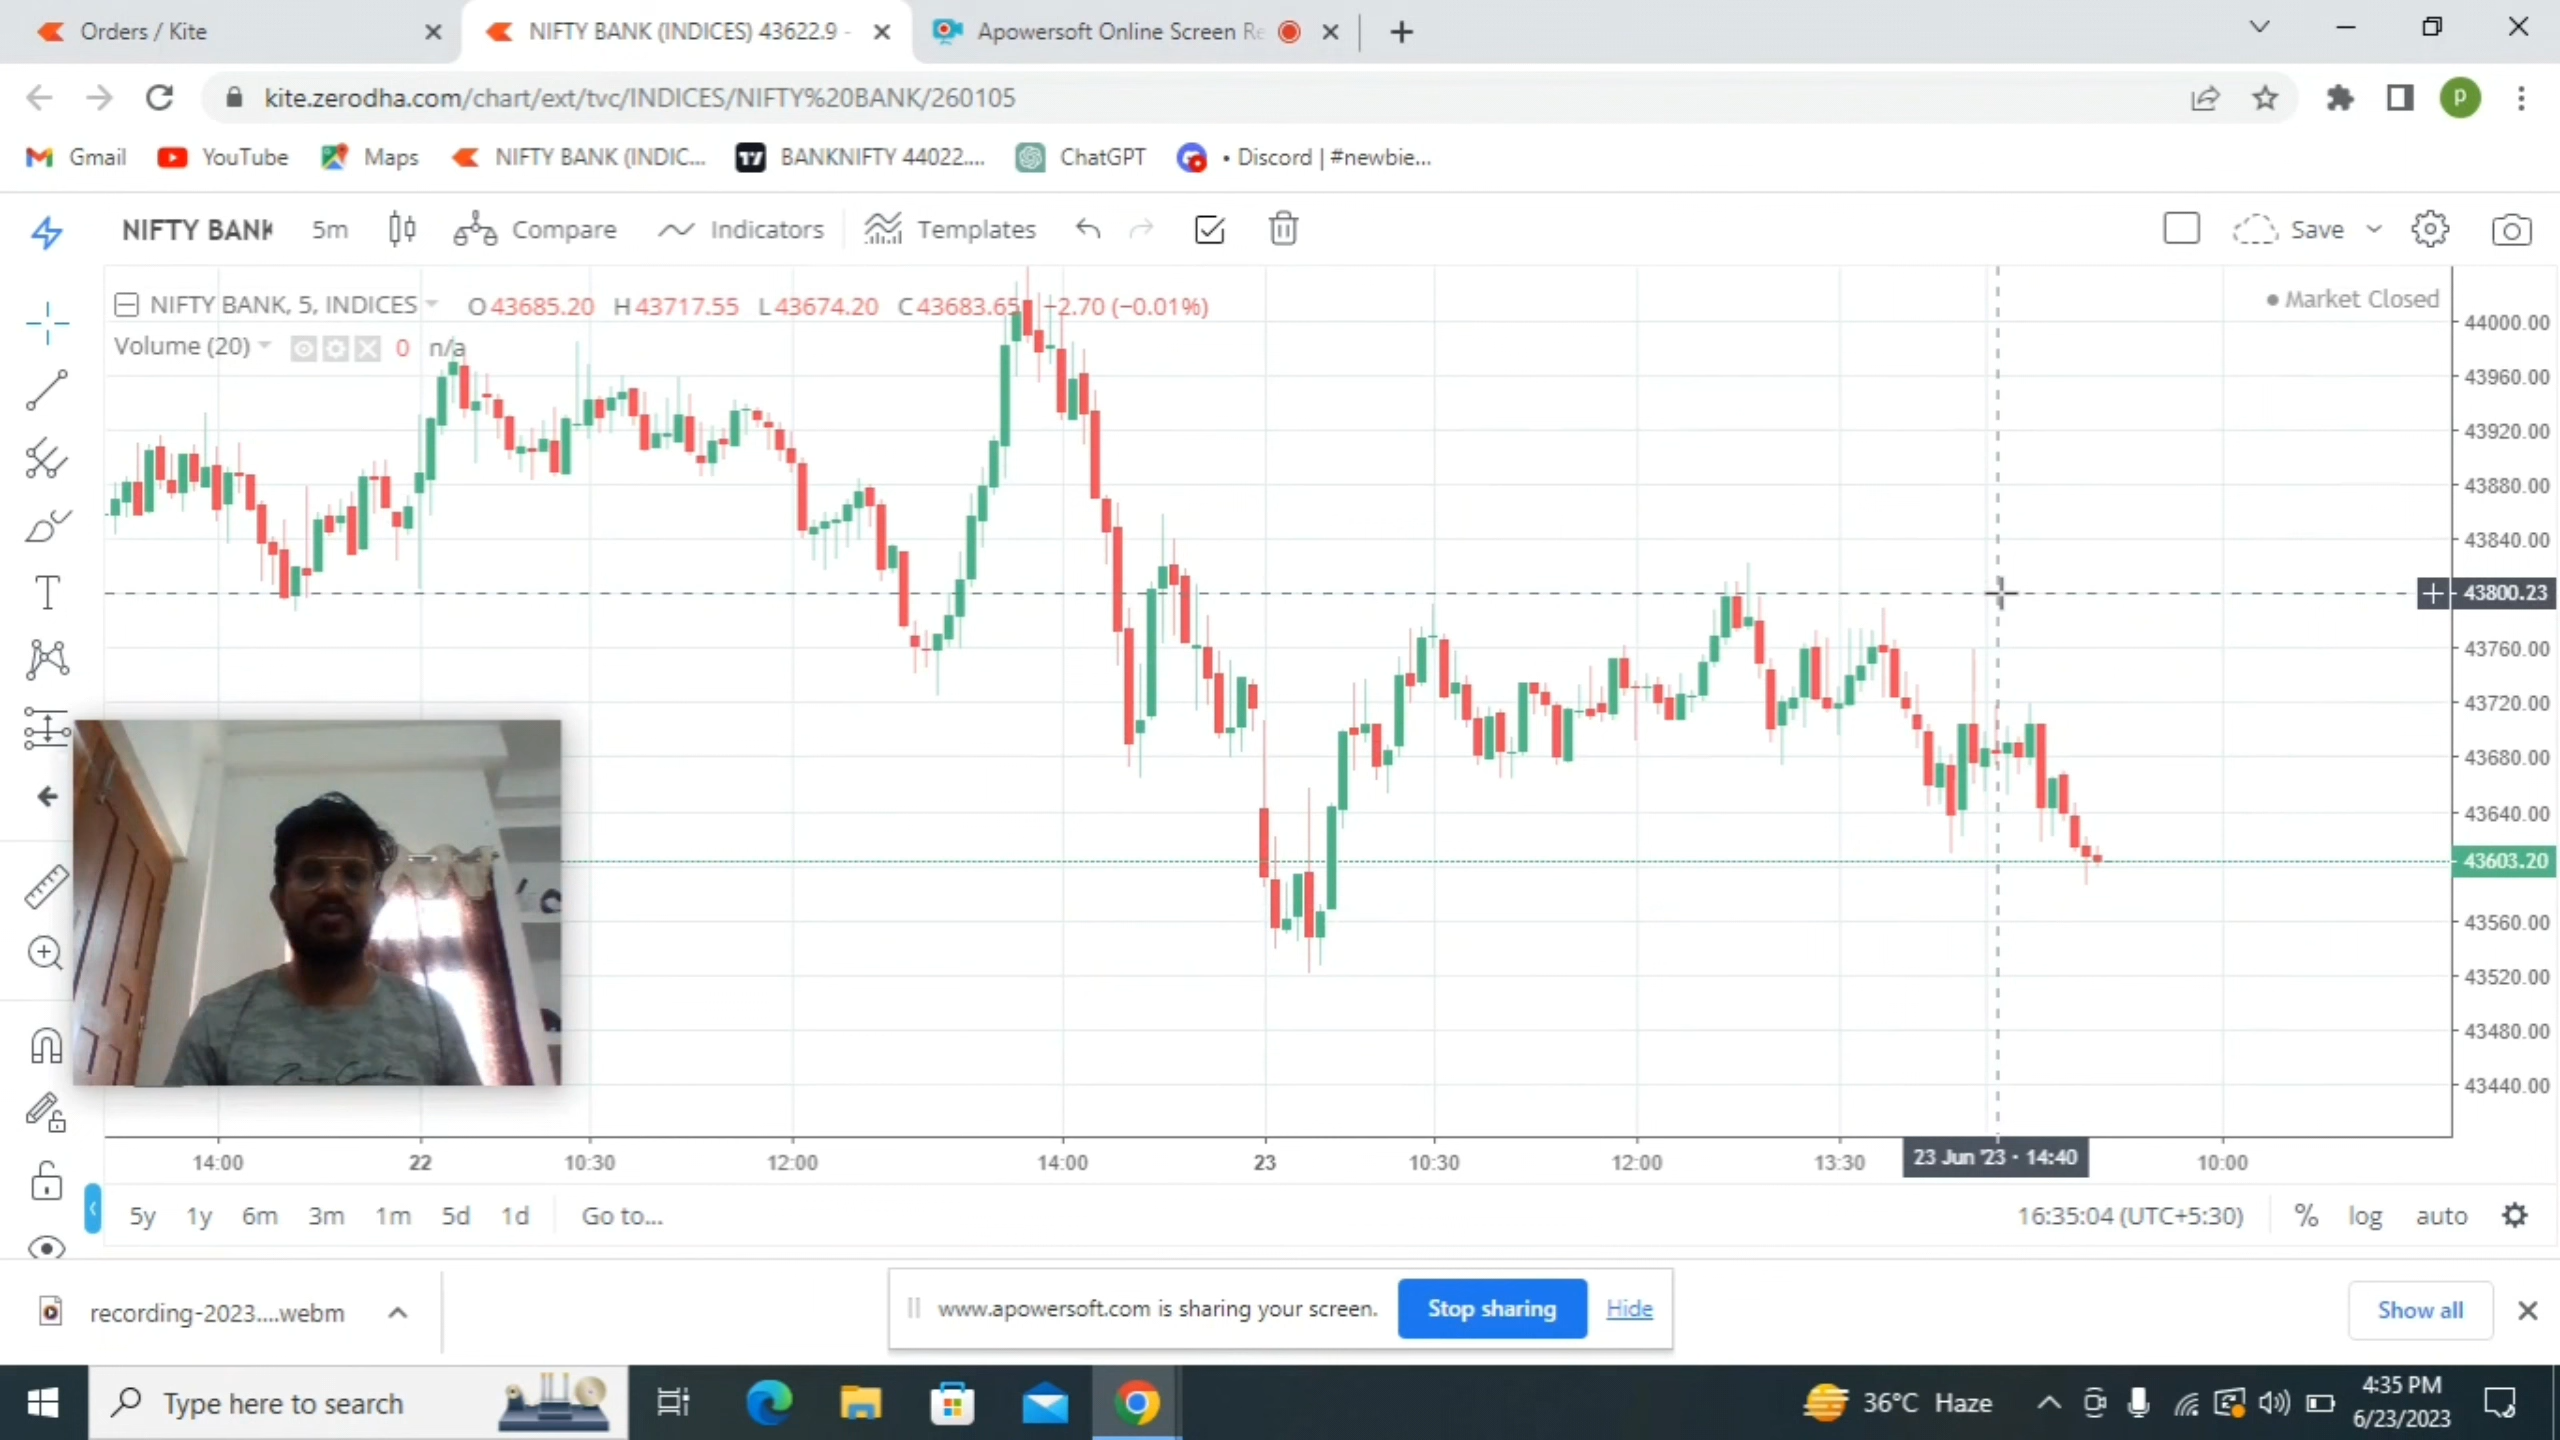 Orders / Kite
NIFTY BANK (INDICES) 43622.9 -
Apowersoft Online Screen Re
kite.zerodha.com/chart/ext/tvc/INDICES/NIFTY%20BANK/260105
P
Gmail
YouTube
Maps
NIFTY BANK (INDIC...
BANKNIFTY 44022....
ChatGPT
• Discord | #newbie...
NIFTY BANK
5m
Compare
Indicators
Templates
Save
NIFTY BANK, 5, INDICES
O43685.20 H43717.55 L43674.20 C43683.65 −2.70 (−0.01%)
Market Closed
Volume (20)
0 n/a
44000.00
43960.00
43920.00
43880.00
43840.00
43800.23
43760.00
43720.00
43680.00
43640.00
43603.20
43560.00
43520.00
43480.00
43440.00
14:00
22
10:30
12:00
14:00
23
10:30
12:00
13:30
23 Jun '23 · 14:40
10:00
5y 1y 6m 3m 1m 5d 1d Go to...
16:35:04 (UTC+5:30) % log auto
recording-2023....webm
www.apowersoft.com is sharing your screen.
Stop sharing
Hide
Show all
Type here to search
36°C Haze
4:35 PM
6/23/2023